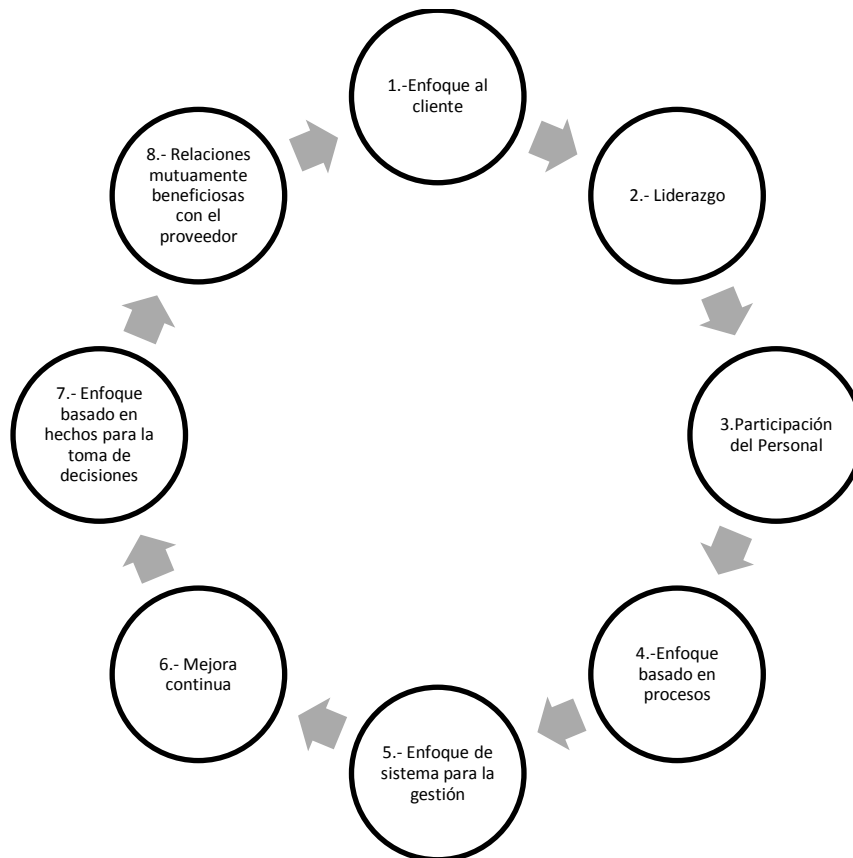 1.-Enfoque al
cliente
2.- Liderazgo
3.Participación
del Personal
4.-Enfoque
basado en
procesos
5.- Enfoque de
sistema para la
gestión
6.- Mejora
continua
7.- Enfoque
basado en
hechos para la
toma de
decisiones
8.- Relaciones
mutuamente
beneficiosas
con el
proveedor